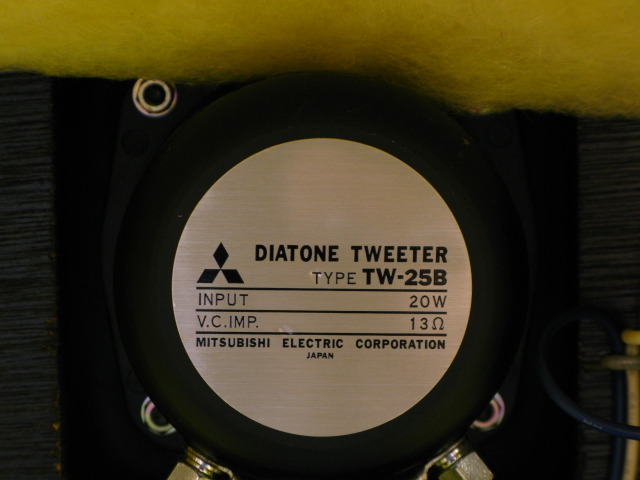 DIATONE TWEETER
TYPE TW-25B
INPUT 20W
V.C.IMP. 13Ω
MITSUBISHI ELECTRIC CORPORATION
JAPAN